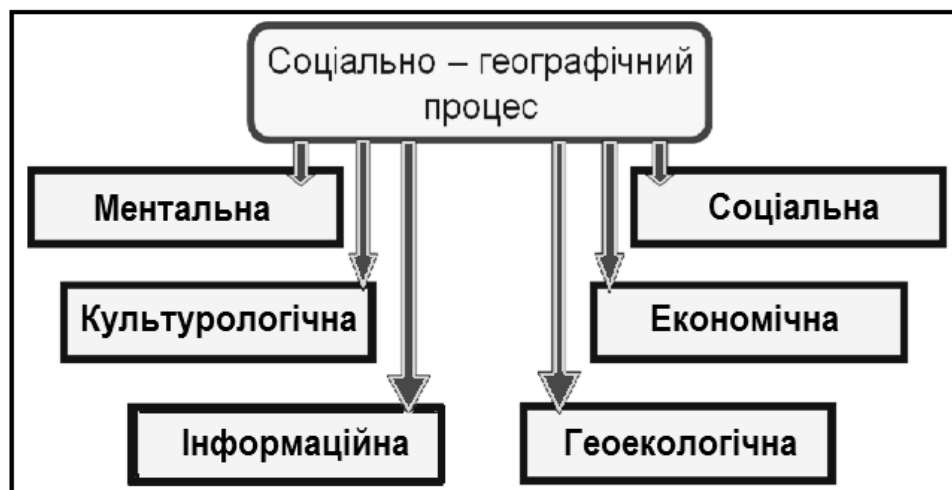 Соціально – географічний
процес
Ментальна
Соціальна
Культурологічна
Економічна
Інформаційна
Геоекологічна